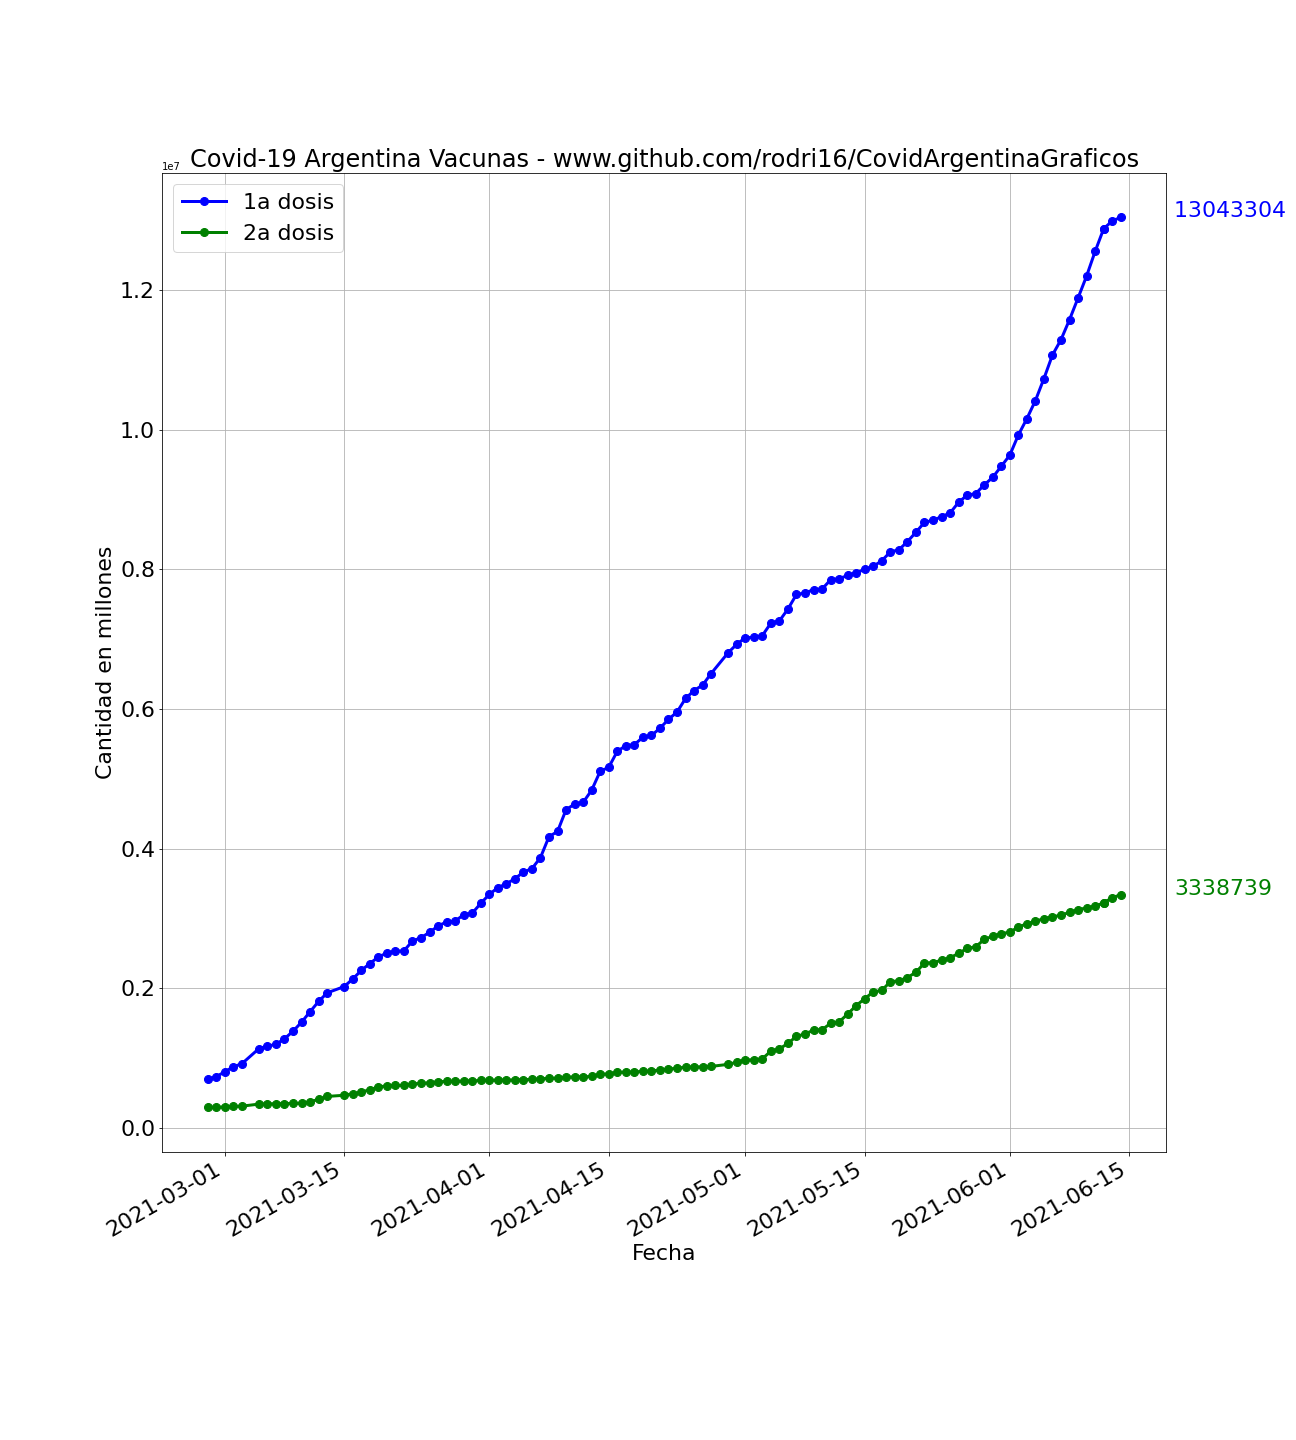 Covid-19 Argentina Vacunas - www.github.com/rodri16/CovidArgentinaGraficos
1e7
1a dosis
2a dosis
13043304
3338739
1.2
1.0
0.8
0.6
0.4
0.2
0.0
Cantidad en millones
2021-03-01
2021-03-15
2021-04-01
2021-04-15
2021-05-01
2021-05-15
2021-06-01
2021-06-15
Fecha